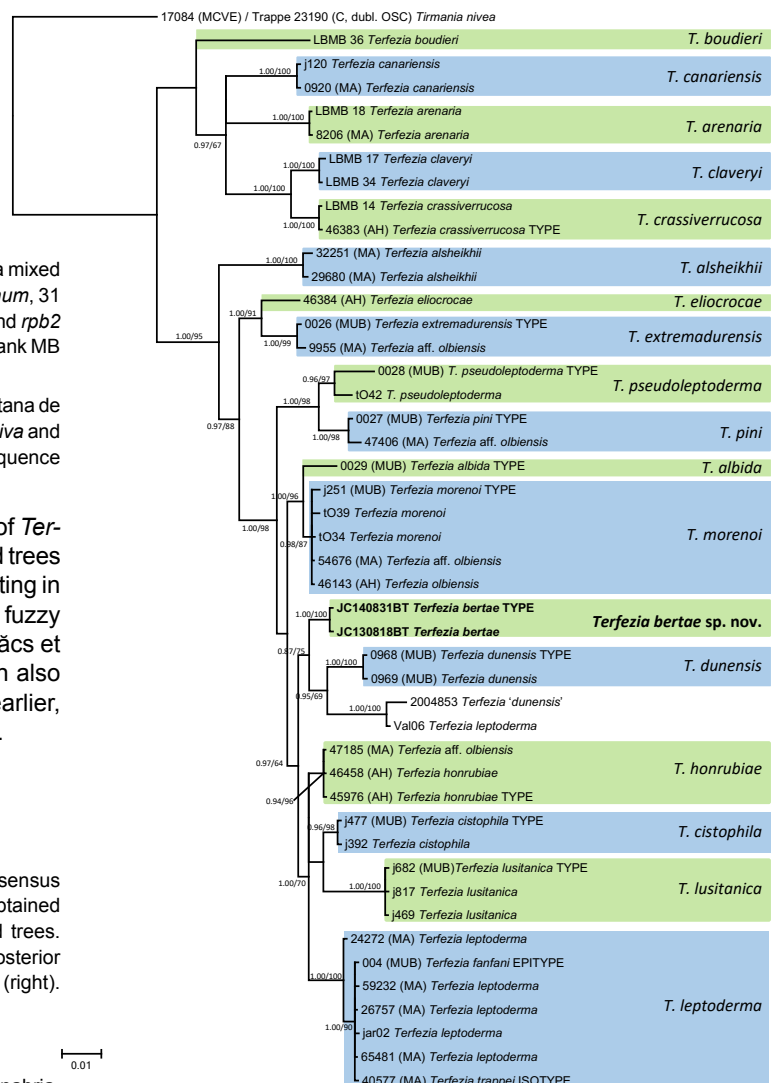 17084 (MCVE) / Trappe 23190 (C, dubl. OSC) Tirmania nivea
LBMB 36 Terfezia boudieri
T. boudieri
j120 Terfezia canariensis
1.00/100
0920 (MA) Terfezia canariensis
T. canariensis
LBMB 18 Terfezia arenaria
1.00/100
8206 (MA) Terfezia arenaria
T. arenaria
0.97/67
LBMB 17 Terfezia claveryi
1.00/100
LBMB 34 Terfezia claveryi
T. claveryi
1.00/100
LBMB 14 Terfezia crassiverrucosa
1.00/100
46383 (AH) Terfezia crassiverrucosa TYPE
T. crassiverrucosa
32251 (MA) Terfezia alsheikhii
1.00/100
29680 (MA) Terfezia alsheikhii
T. alsheikhii
46384 (AH) Terfezia eliocrocae
T. eliocrocae
1.00/91
0026 (MUB) Terfezia extremadurensis TYPE
1.00/99
9955 (MA) Terfezia aff. olbiensis
T. extremadurensis
1.00/95
0028 (MUB) T. pseudoleptoderma TYPE
0.96/97
tO42 T. pseudoleptoderma
T. pseudoleptoderma
1.00/98
0027 (MUB) Terfezia pini TYPE
1.00/98
47406 (MA) Terfezia aff. olbiensis
T. pini
0.97/88
0029 (MUB) Terfezia albida TYPE
T. albida
1.00/96
j251 (MUB) Terfezia morenoi TYPE
tO39 Terfezia morenoi
1.00/98
tO34 Terfezia morenoi
0.98/87
54676 (MA) Terfezia aff. olbiensis
46143 (AH) Terfezia olbiensis
T. morenoi
JC140831BT Terfezia bertae TYPE
1.00/100
JC130818BT Terfezia bertae
Terfezia bertae sp. nov.
0.87/75
0968 (MUB) Terfezia dunensis TYPE
1.00/100
0969 (MUB) Terfezia dunensis
T. dunensis
0.95/69
2004853 Terfezia 'dunensis'
1.00/100
Val06 Terfezia leptoderma
47185 (MA) Terfezia aff. olbiensis
0.97/64
46458 (AH) Terfezia honrubiae
0.94/96
45976 (AH) Terfezia honrubiae TYPE
T. honrubiae
j477 (MUB) Terfezia cistophila TYPE
0.96/98
j392 Terfezia cistophila
T. cistophila
j682 (MUB)Terfezia lusitanica TYPE
1.00/70
1.00/100
j817 Terfezia lusitanica
j469 Terfezia lusitanica
T. lusitanica
24272 (MA) Terfezia leptoderma
004 (MUB) Terfezia fanfani EPITYPE
1.00/100
59232 (MA) Terfezia leptoderma
26757 (MA) Terfezia leptoderma
1.00/90
jar02 Terfezia leptoderma
65481 (MA) Terfezia leptoderma
40577 (MA) Terfezia trappei ISOTYPE
T. leptoderma
0.01
a mixed
num, 31
nd rpb2
ank MB
tana de
iva and
quence
of Ter-
d trees
ting in
fuzzy
ăcs et
n also
earlier,
sensus
btained
d trees.
osterior
(right).